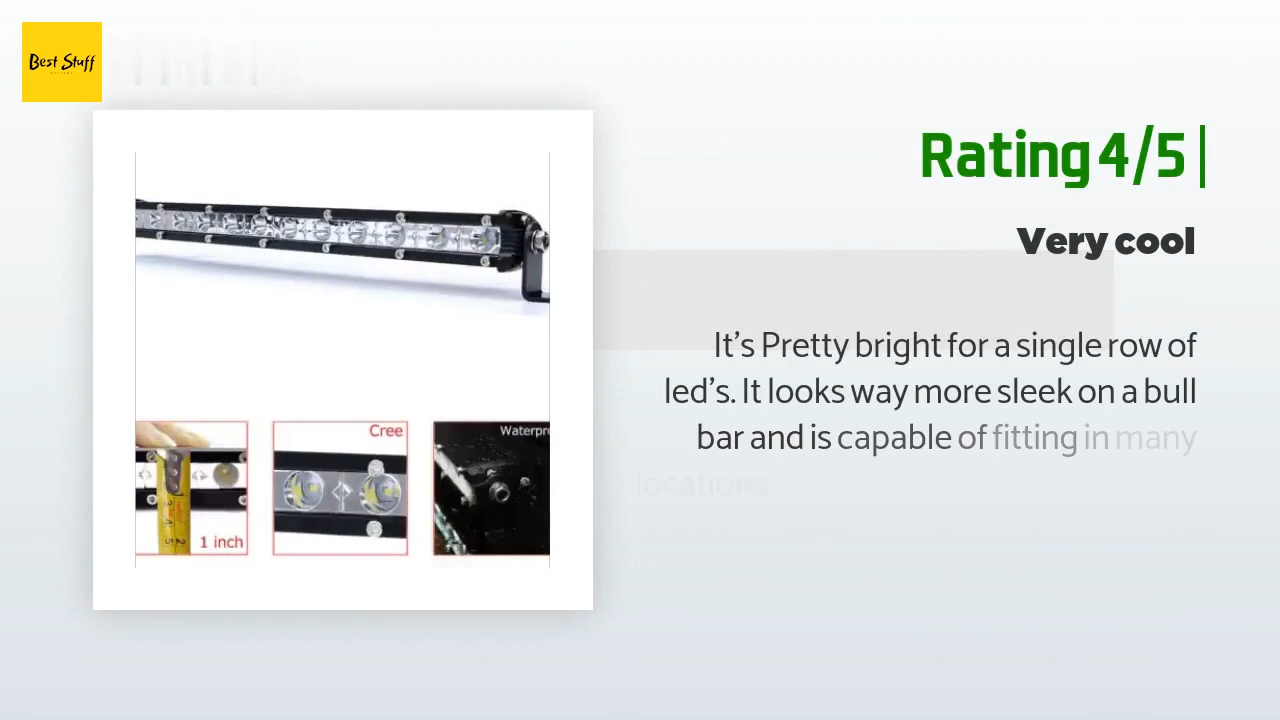 Best Stuff
Rating 4/5
Very cool
It's Pretty bright for a single row of
led's. It looks way more sleek on a bull
bar and is capable of fitting in many
locations
Cree
Waterpro
1 inch